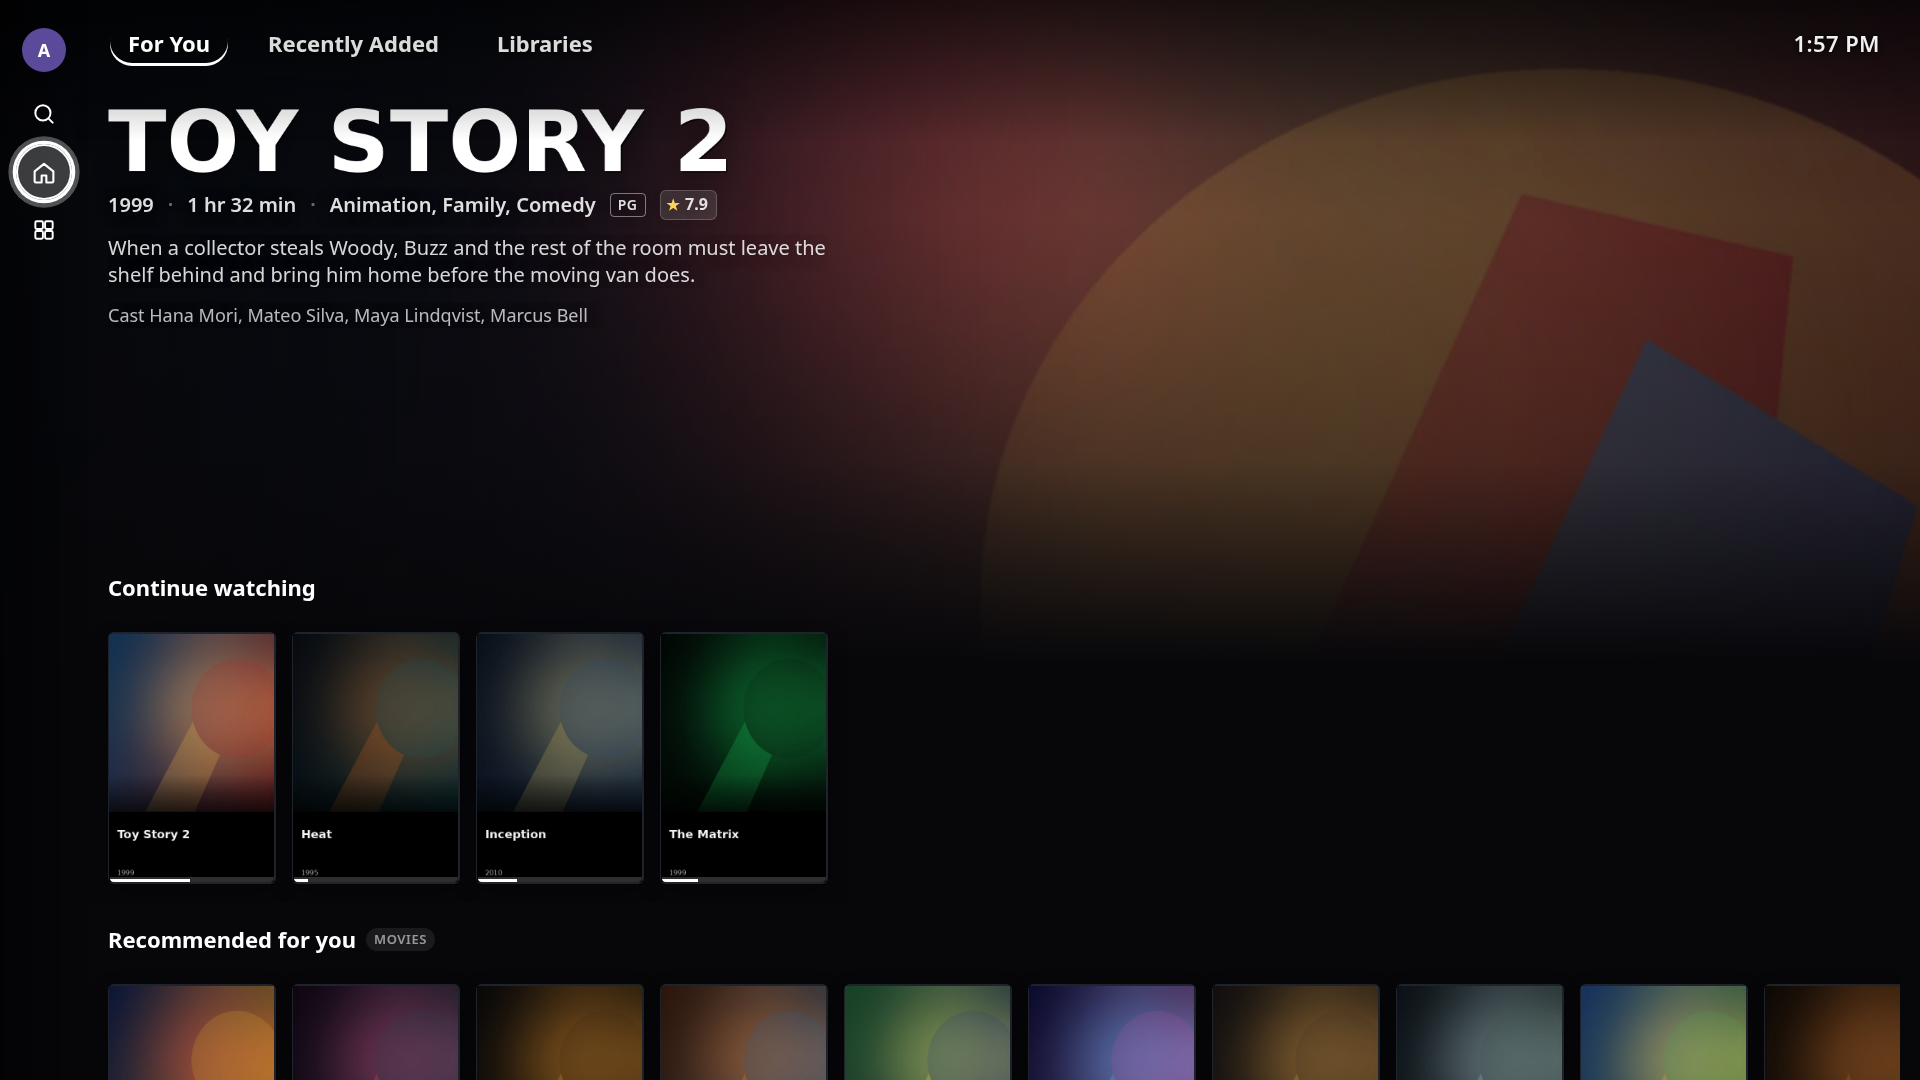 A
For You
Recently Added
Libraries
1:57 PM
TOY STORY 2
1999 · 1 hr 32 min · Animation, Family, Comedy PG ★ 7.9
When a collector steals Woody, Buzz and the rest of the room must leave the
shelf behind and bring him home before the moving van does.
Cast Hana Mori, Mateo Silva, Maya Lindqvist, Marcus Bell
Continue watching
Toy Story 2
1999
Heat
1995
Inception
2010
The Matrix
1999
Recommended for you MOVIES